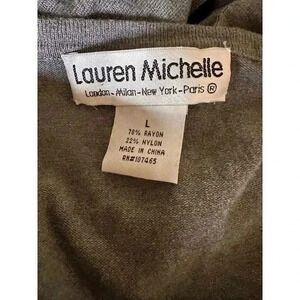 Lauren Michelle
London-Milan-New York-Paris ®
L
78% RAYON
22% NYLON
MADE IN CHINA
RN#107465